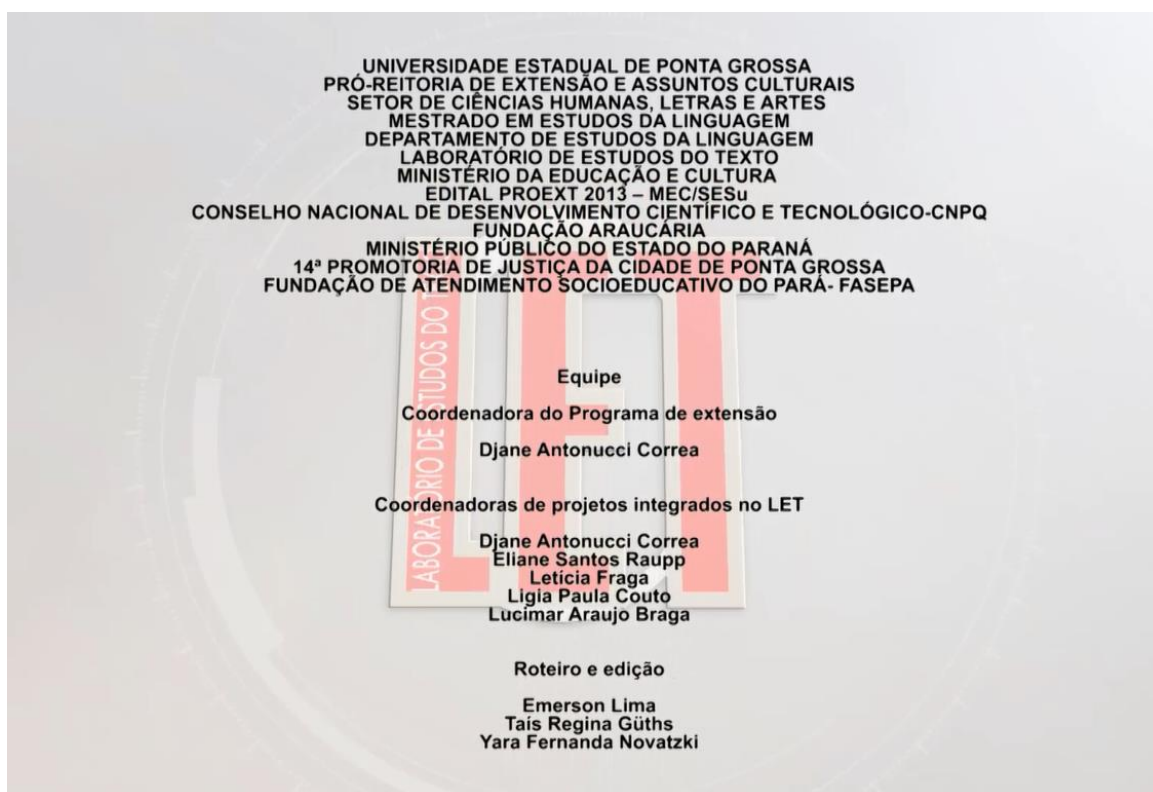 UNIVERSIDADE ESTADUAL DE PONTA GROSSA
PRÓ-REITORIA DE EXTENSÃO E ASSUNTOS CULTURAIS
SETOR DE CIÊNCIAS HUMANAS, LETRAS E ARTES
MESTRADO EM ESTUDOS DA LINGUAGEM
DEPARTAMENTO DE ESTUDOS DA LINGUAGEM
LABORATÓRIO DE ESTUDOS DO TEXTO
MINISTÉRIO DA EDUCAÇÃO E CULTURA
EDITAL PROEXT 2013 – MEC/SESu
CONSELHO NACIONAL DE DESENVOLVIMENTO CIENTÍFICO E TECNOLÓGICO-CNPQ
FUNDAÇÃO ARAUCÁRIA
MINISTÉRIO PÚBLICO DO ESTADO DO PARANÁ
14ª PROMOTORIA DE JUSTIÇA DA CIDADE DE PONTA GROSSA
FUNDAÇÃO DE ATENDIMENTO SOCIOEDUCATIVO DO PARÁ- FASEPA
LET
LABORATÓRIO DE ESTUDOS DO
Equipe
Coordenadora do Programa de extensão
Djane Antonucci Correa
Coordenadoras de projetos integrados no LET
Djane Antonucci Correa
Eliane Santos Raupp
Letícia Fraga
Ligia Paula Couto
Lucimar Araujo Braga
Roteiro e edição
Emerson Lima
Taís Regina Güths
Yara Fernanda Novatzki